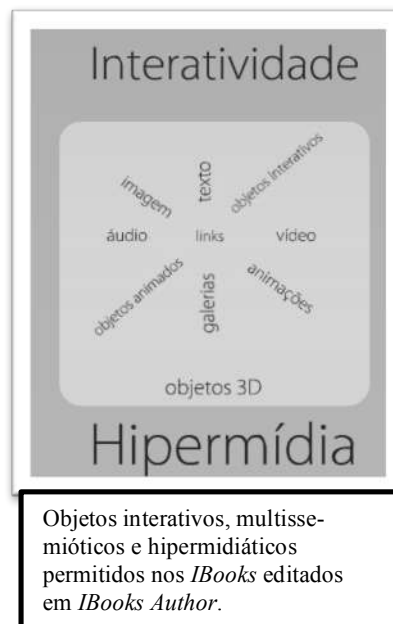 Interatividade
imagem
texto
objetos interativos
áudio
links
vídeo
objetos animados
galerias
animações
objetos 3D
Hipermídia
Objetos interativos, multisse-
mióticos e hipermidiáticos
permitidos nos IBooks editados
em IBooks Author.